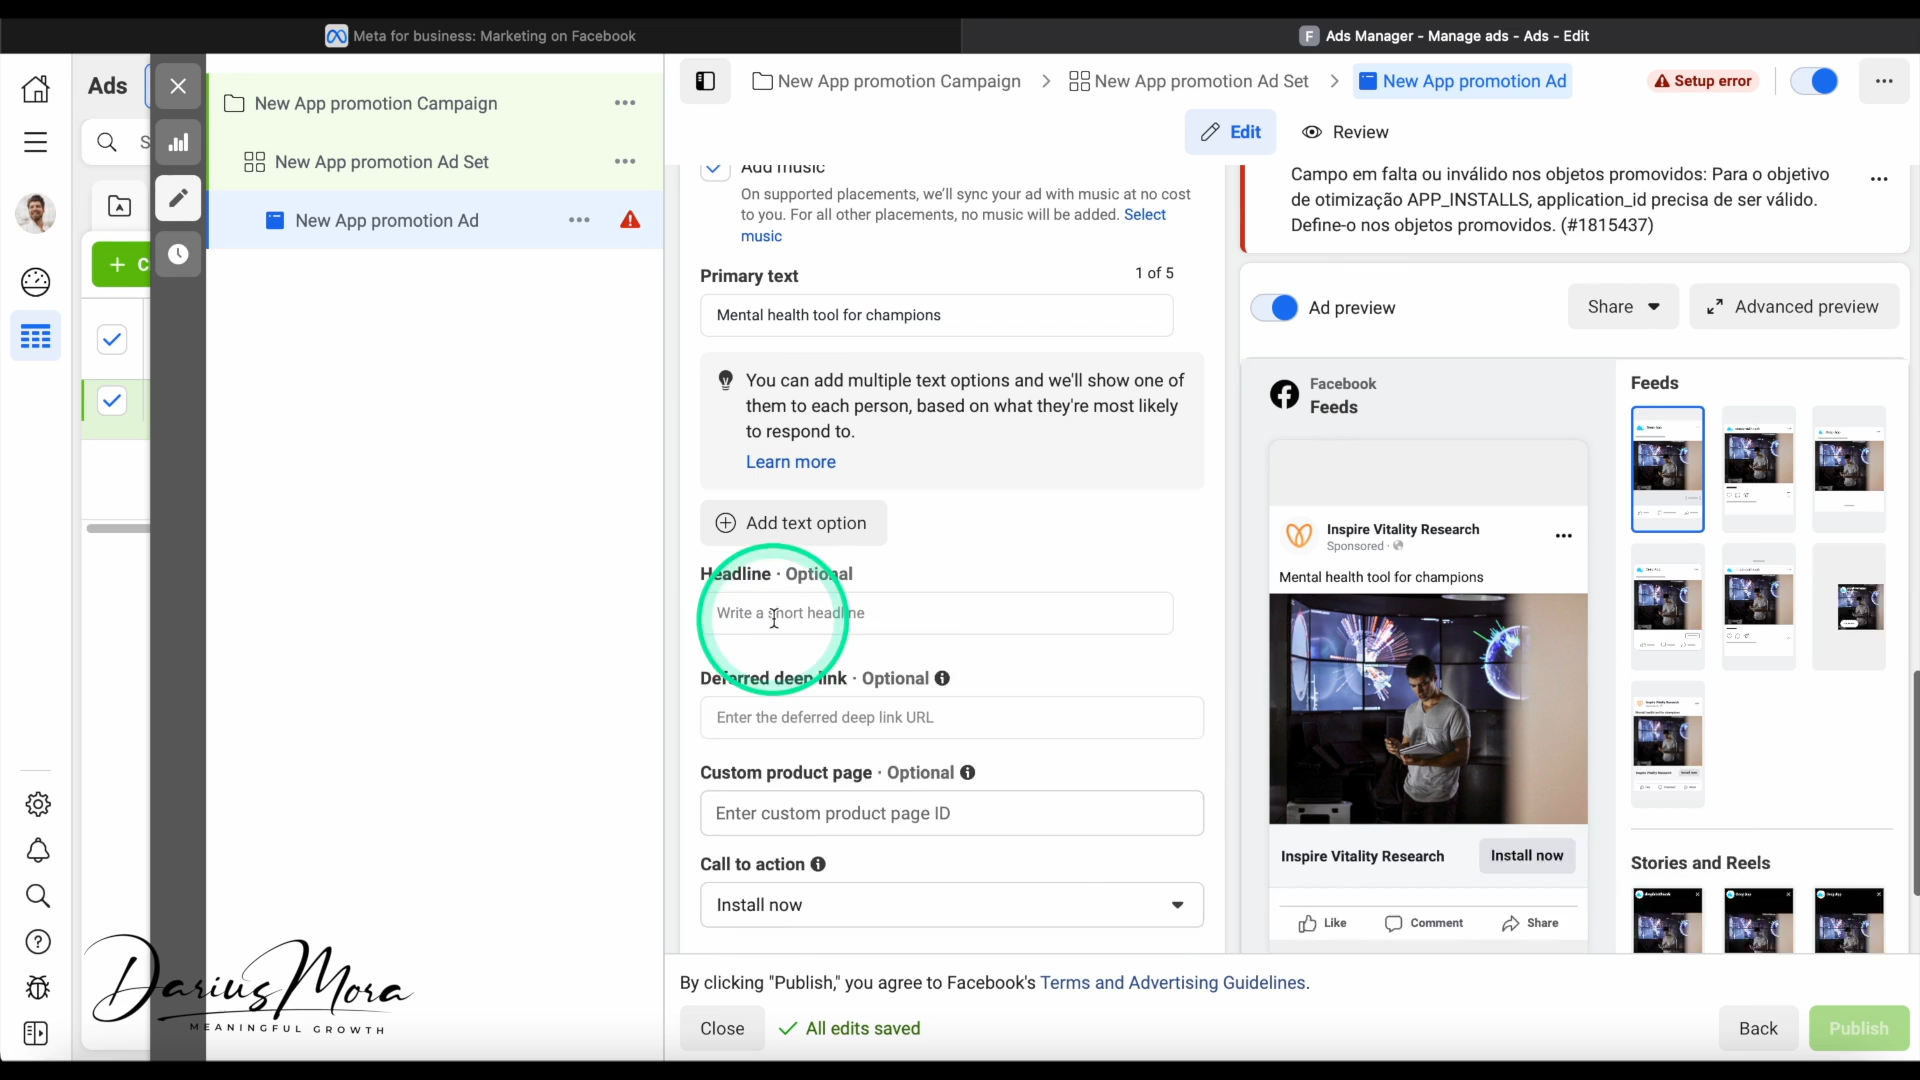 Meta for business: Marketing on Facebook
F Ads Manager - Manage ads - Ads - Edit
Ads
New App promotion Campaign
New App promotion Ad Set
New App promotion Ad
New App promotion Campaign
New App promotion Ad Set
New App promotion Ad
Setup error
Edit
Review
S
+ C
Add music
On supported placements, we'll sync your ad with music at no cost
to you. For all other placements, no music will be added. Select
music
Primary text
1 of 5
Mental health tool for champions
You can add multiple text options and we'll show one of
them to each person, based on what they're most likely
to respond to.
Learn more
Add text option
Headline · Optional
Write a short headline
Deferred deep link · Optional
Enter the deferred deep link URL
Custom product page · Optional
Enter custom product page ID
Call to action
Install now
Campo em falta ou inválido nos objetos promovidos: Para o objetivo
de otimização APP_INSTALLS, application_id precisa de ser válido.
Define-o nos objetos promovidos. (#1815437)
Ad preview
Share
Advanced preview
Facebook
Feeds
Inspire Vitality Research
Sponsored ·
Mental health tool for champions
Inspire Vitality Research
Install now
Like
Comment
Share
Feeds
Stories and Reels
By clicking "Publish," you agree to Facebook's Terms and Advertising Guidelines.
Close
All edits saved
Back
Publish
Darius Mora
MEANINGFUL GROWTH